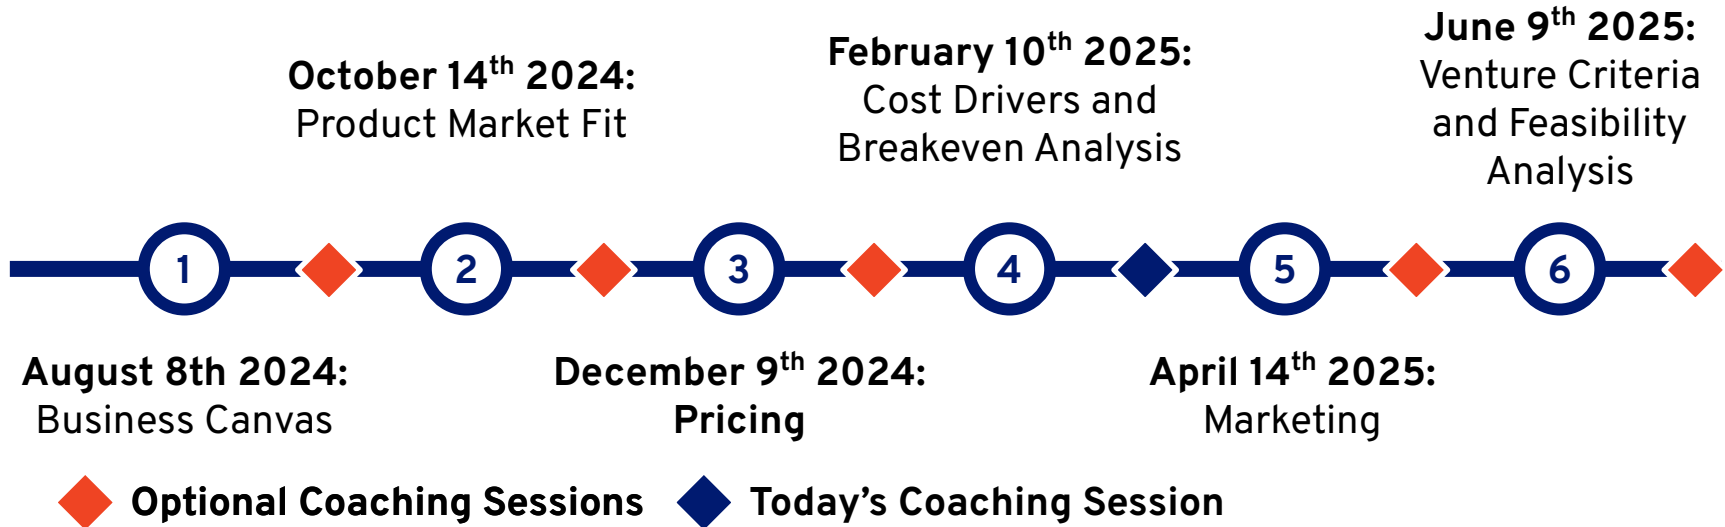 October 14th 2024:
Product Market Fit
February 10th 2025:
Cost Drivers and
Breakeven Analysis
June 9th 2025:
Venture Criteria
and Feasibility
Analysis
1
2
3
4
5
6
August 8th 2024:
Business Canvas
December 9th 2024:
Pricing
April 14th 2025:
Marketing
Optional Coaching Sessions
Today’s Coaching Session